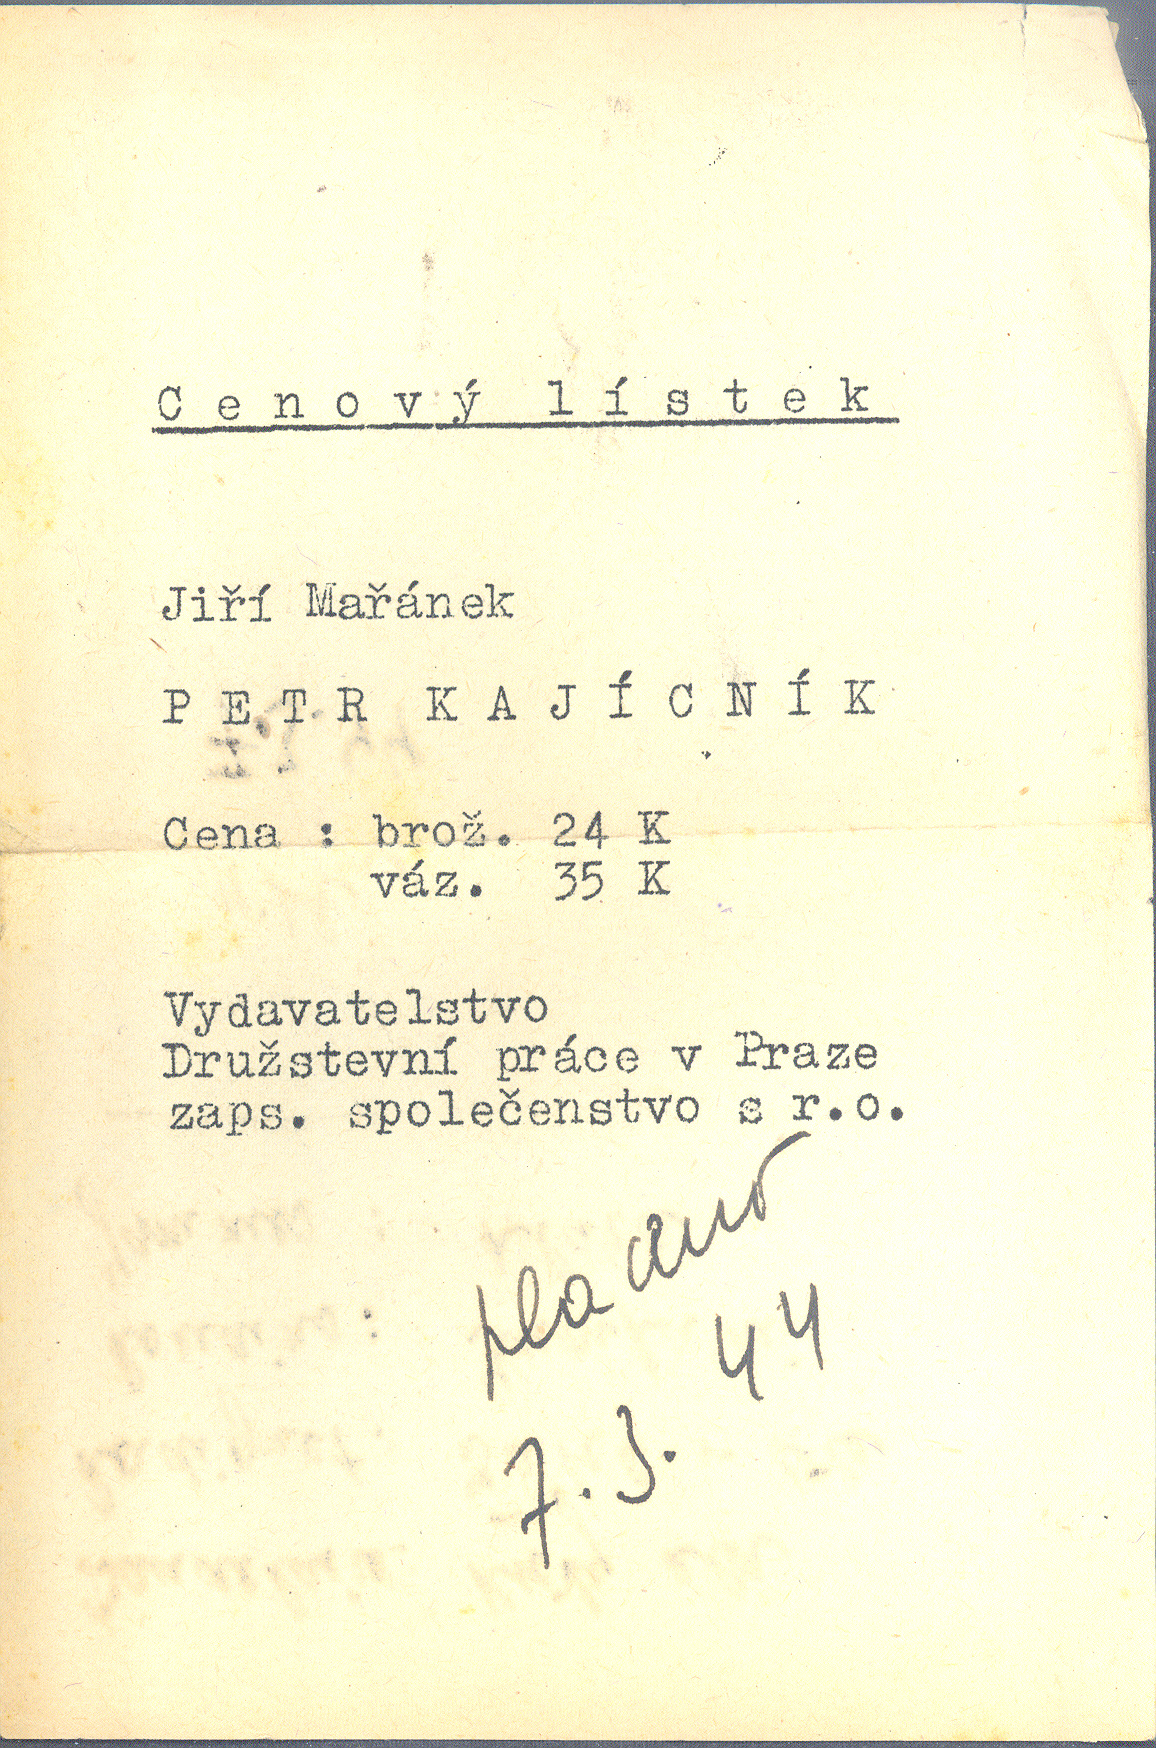 Cenový lístek
Jiří Mařánek
PETR KAJÍCNÍK
Cena : brož. 24 K
váz. 35 K
Vydavatelstvo
Družstevní práce v Praze
zaps. společenstvo s r.o.
placeno
7.3. 44